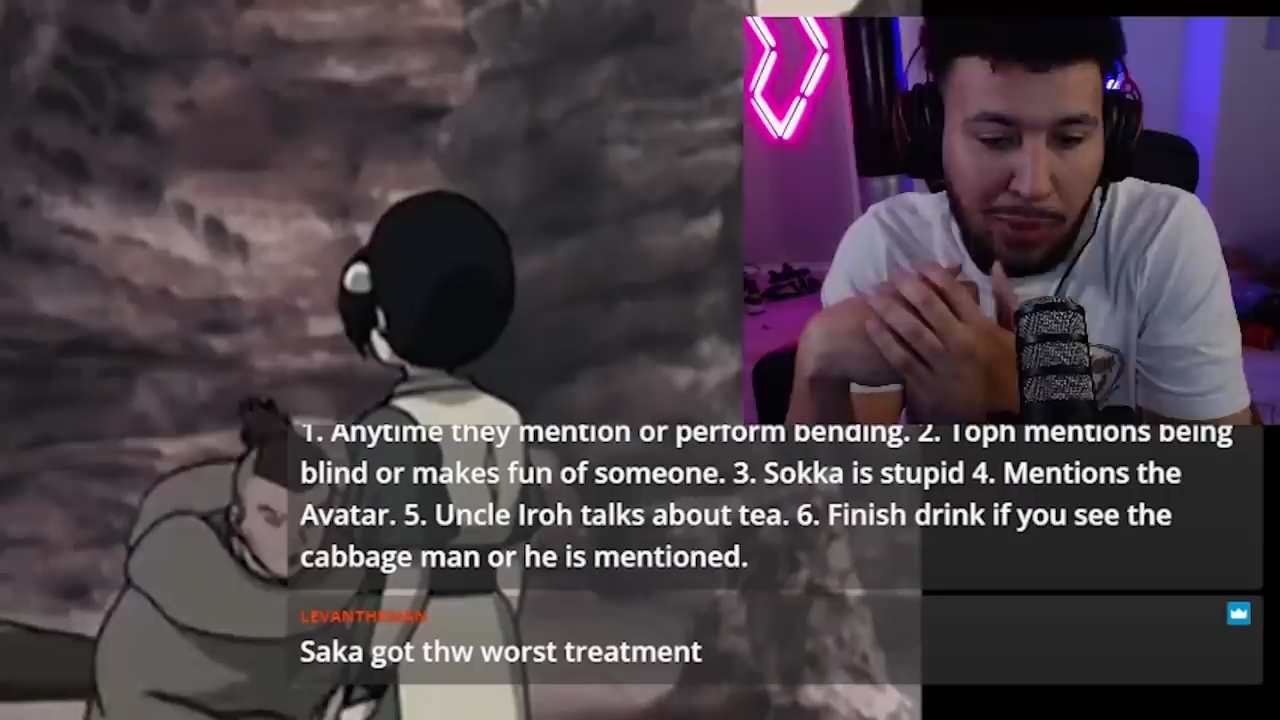 1. Anytime they mention or perform bending. 2. Toph mentions being
blind or makes fun of someone. 3. Sokka is stupid 4. Mentions the
Avatar. 5. Uncle Iroh talks about tea. 6. Finish drink if you see the
cabbage man or he is mentioned.
Saka got thw worst treatment